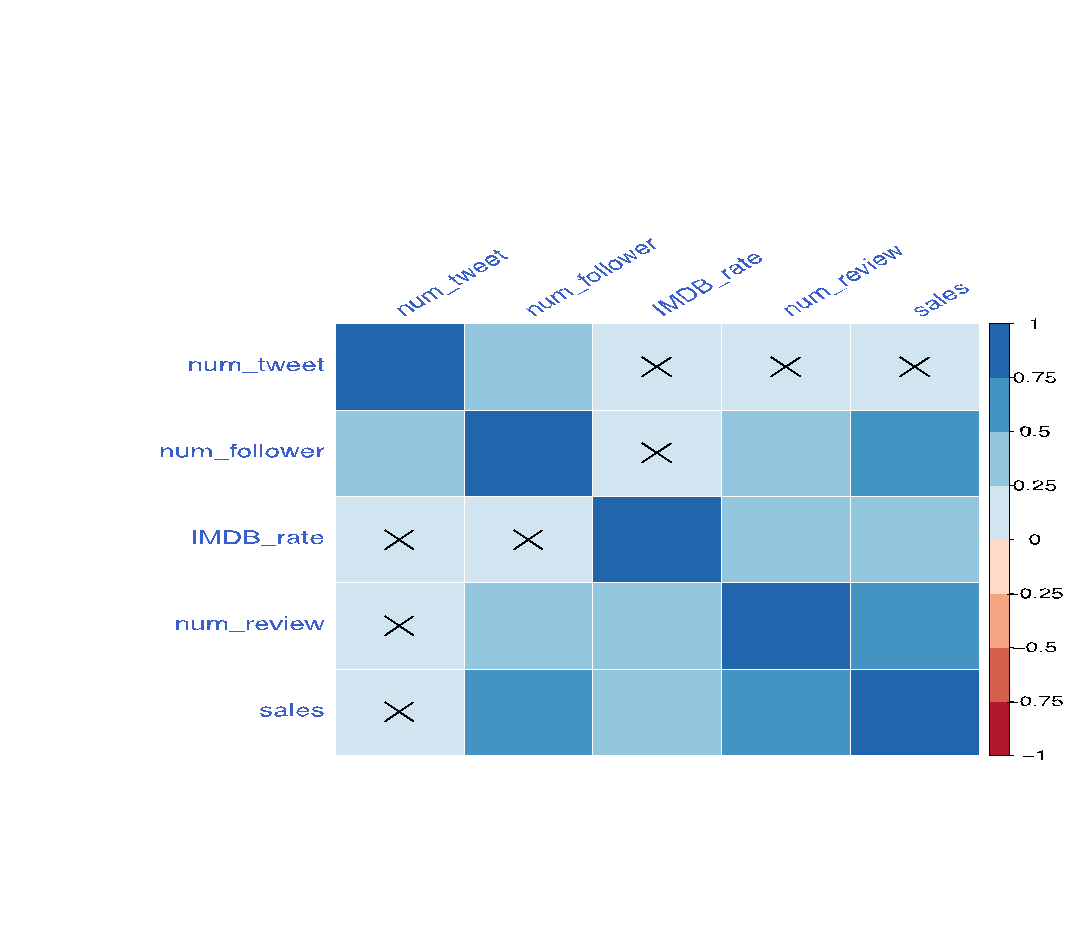 num_tweet
num_follower
IMDB_rate
num_review
sales
num_tweet
num_follower
IMDB_rate
num_review
sales
1
0.75
0.5
0.25
0
−0.25
−0.5
−0.75
−1